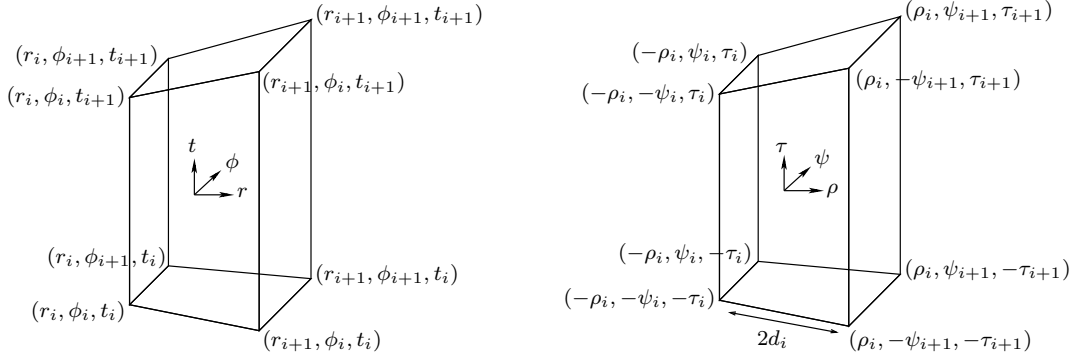 (r_{i+1}, ϕ_{i+1}, t_{i+1})
(r_i, ϕ_{i+1}, t_{i+1})
(r_i, ϕ_i, t_{i+1})
(r_{i+1}, ϕ_i, t_{i+1})
t
ϕ
r
(r_i, ϕ_{i+1}, t_i)
(r_{i+1}, ϕ_{i+1}, t_i)
(r_i, ϕ_i, t_i)
(r_{i+1}, ϕ_i, t_i)
(ρ_i, ψ_{i+1}, τ_{i+1})
(−ρ_i, ψ_i, τ_i)
(−ρ_i, −ψ_i, τ_i)
(ρ_i, −ψ_{i+1}, τ_{i+1})
τ
ψ
ρ
(−ρ_i, ψ_i, −τ_i)
(ρ_i, ψ_{i+1}, −τ_{i+1})
(−ρ_i, −ψ_i, −τ_i)
2d_i
(ρ_i, −ψ_{i+1}, −τ_{i+1})